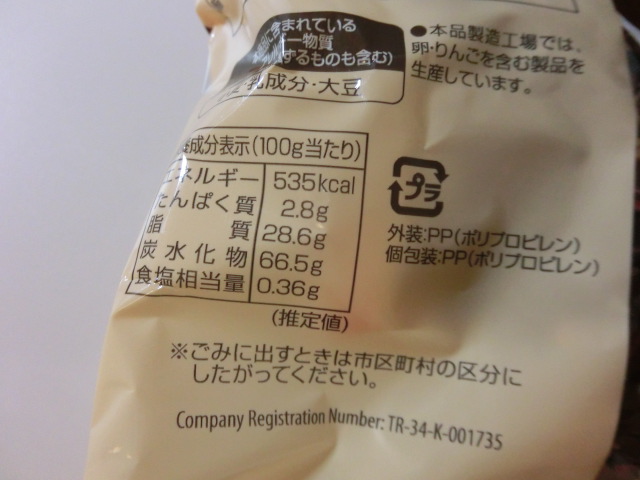 に含まれている
ー物質
するものも含む)
乳成分・大豆
●本品製造工場では、
卵・りんごを含む製品を
生産しています。
成分表示(100g当たり)
エネルギー 535kcal
たんぱく質 2.8g
脂質 28.6g
炭水化物 66.5g
食塩相当量 0.36g
(推定値)
プラ
外装:PP(ポリプロピレン)
個包装:PP(ポリプロピレン)
※ごみに出すときは市区町村の区分に
したがってください。
Company Registration Number: TR-34-K-001735